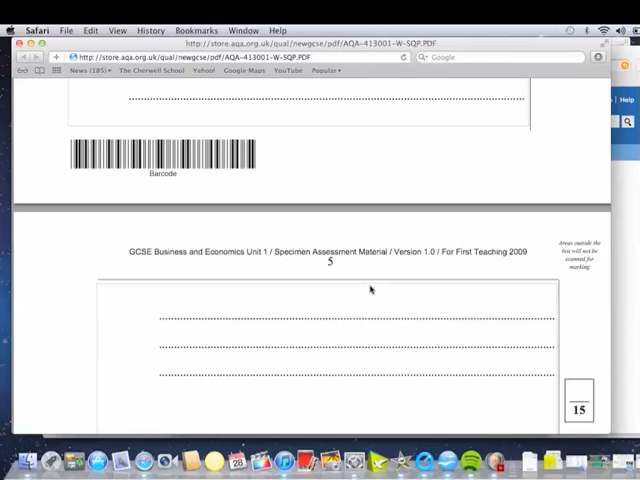 Safari File Edit View History Bookmarks Window Help
http://store.aqa.org.uk/qual/newgcse/pdf/AQA-413001-W-SQP.PDF
http://store.aqa.org.uk/qual/newgcse/pdf/AQA-413001-W-SQP.PDF
Google
News (185) The Cherwell School Yahoo! Google Maps YouTube Popular
Help
Barcode
GCSE Business and Economics Unit 1 / Specimen Assessment Material / Version 1.0 / For First Teaching 2009
5
Areas outside the
box will not be
scanned for
marking
15
28